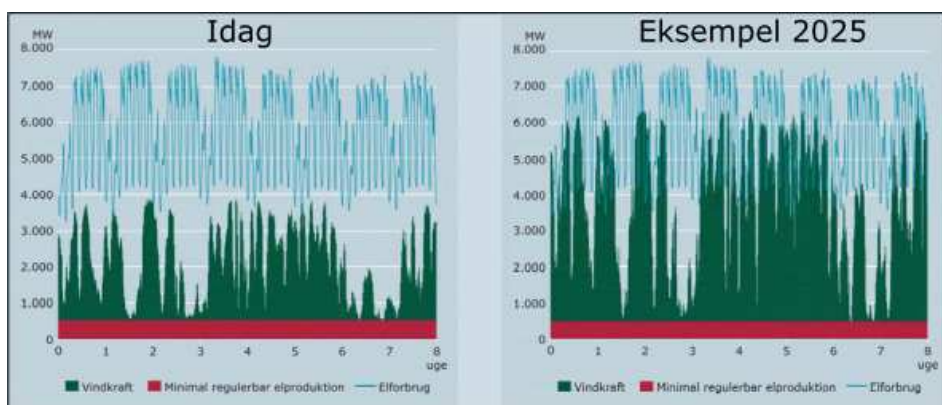 Idag
MW
8.000
7.000
6.000
5.000
4.000
3.000
2.000
1.000
0
0 1 2 3 4 5 6 7 8
uge
Vindkraft Minimal regulerbar elproduktion Elforbrug
Eksempel 2025
MW
8.000
7.000
6.000
5.000
4.000
3.000
2.000
1.000
0
0 1 2 3 4 5 6 7 8
uge
Vindkraft Minimal regulerbar elproduktion Elforbrug